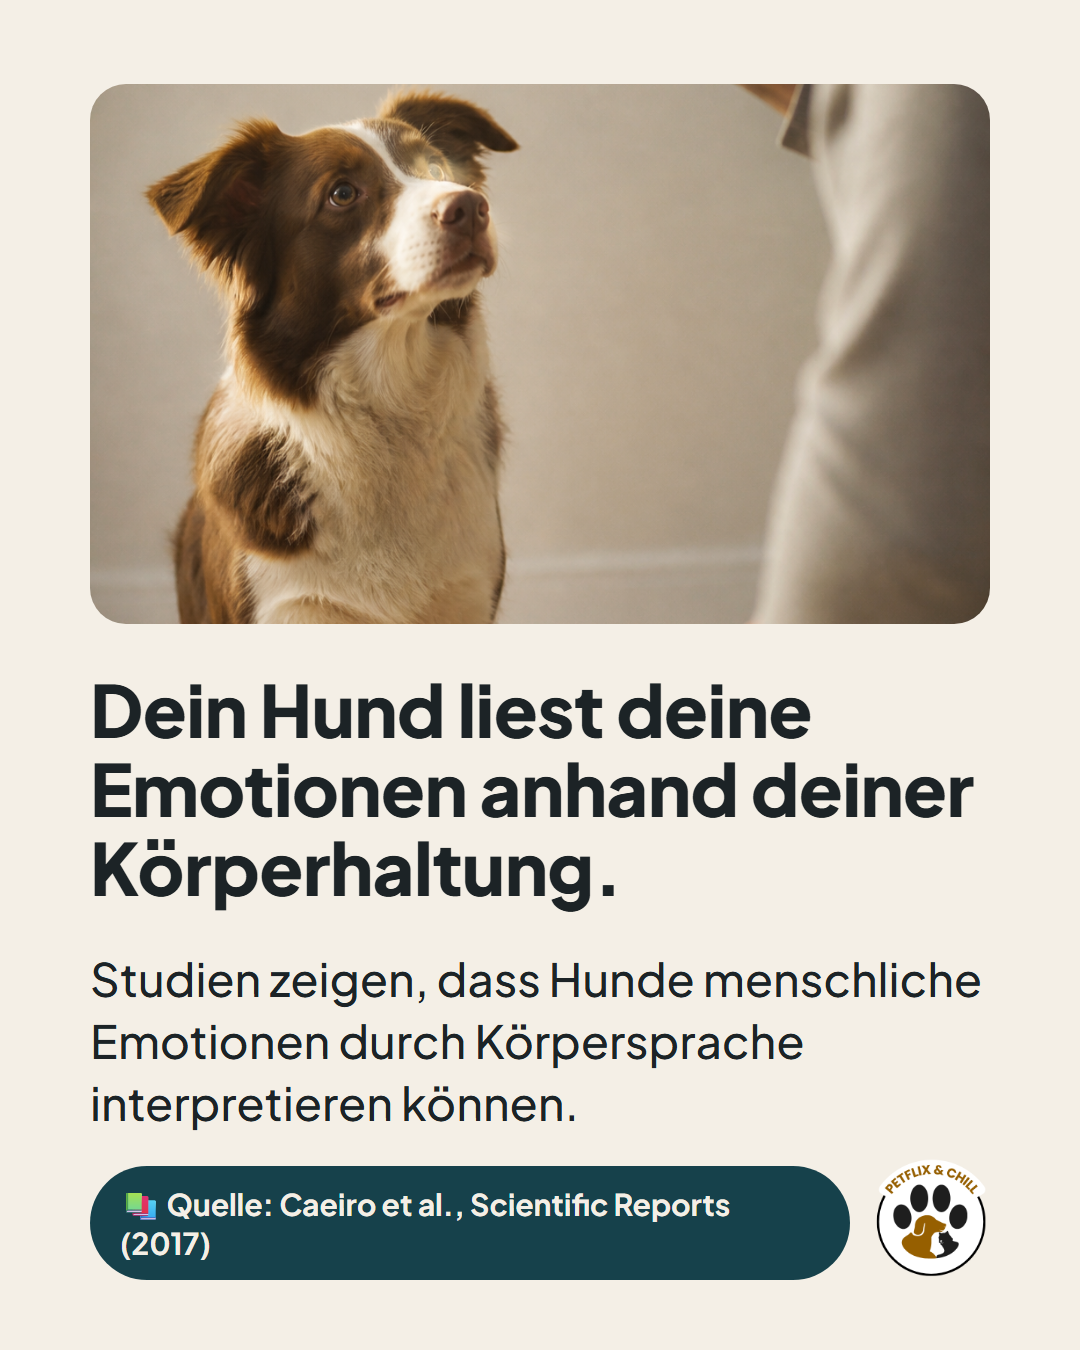 Dein Hund liest deine
Emotionen anhand deiner
Körperhaltung.
Studien zeigen, dass Hunde menschliche
Emotionen durch Körpersprache
interpretieren können.
📚 Quelle: Caeiro et al., Scientific Reports
(2017)
PETFLIX & CHILL